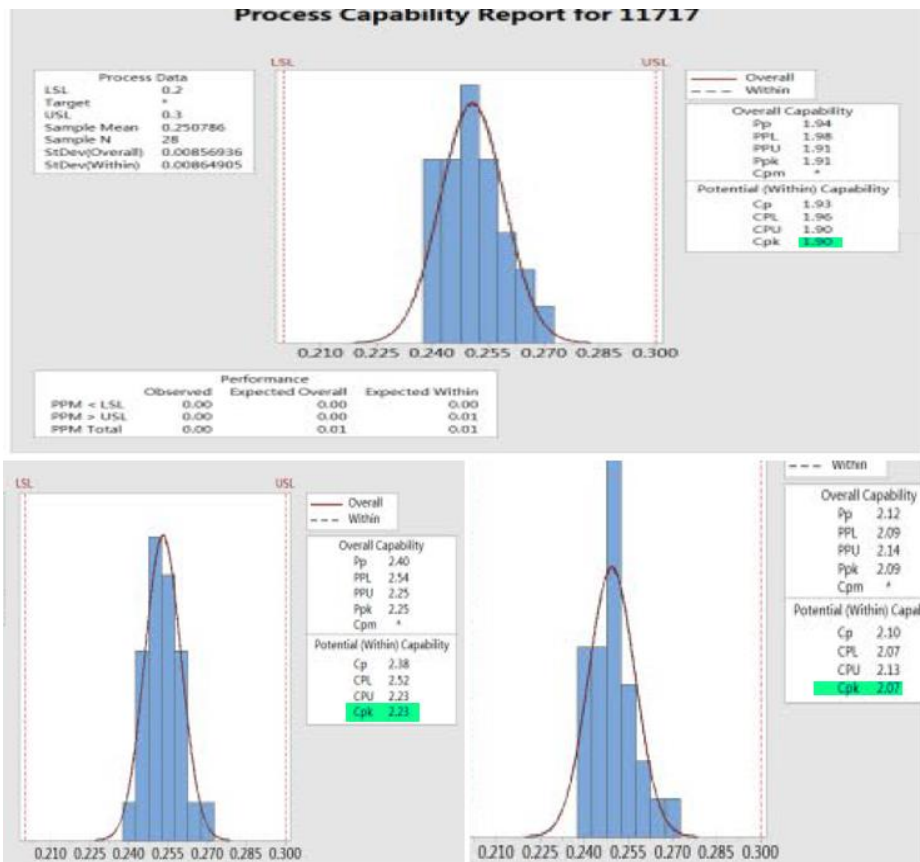 Process Capability Report for 11717
LSL
USL
Process Data
LSL 0.2
Target *
USL 0.3
Sample Mean 0.250786
Sample N 28
StDev(Overall) 0.00856936
StDev(Within) 0.00864905
Overall
Within
Overall Capability
Pp 1.94
PPL 1.98
PPU 1.91
Ppk 1.91
Cpm *
Potential (Within) Capability
Cp 1.93
CPL 1.96
CPU 1.90
Cpk 1.90
0.210 0.225 0.240 0.255 0.270 0.285 0.300
Performance
Observed Expected Overall Expected Within
PPM < LSL 0.00 0.00 0.00
PPM > USL 0.00 0.00 0.01
PPM Total 0.00 0.01 0.01
LSL
USL
Overall
Within
Overall Capability
Pp 2.40
PPL 2.54
PPU 2.25
Ppk 2.25
Cpm *
Potential (Within) Capability
Cp 2.38
CPL 2.52
CPU 2.23
Cpk 2.23
0.210 0.225 0.240 0.255 0.270 0.285 0.300
Within
Overall Capability
Pp 2.12
PPL 2.09
PPU 2.14
Ppk 2.09
Cpm *
Potential (Within) Capal
Cp 2.10
CPL 2.07
CPU 2.13
Cpk 2.07
0.210 0.225 0.240 0.255 0.270 0.285 0.300